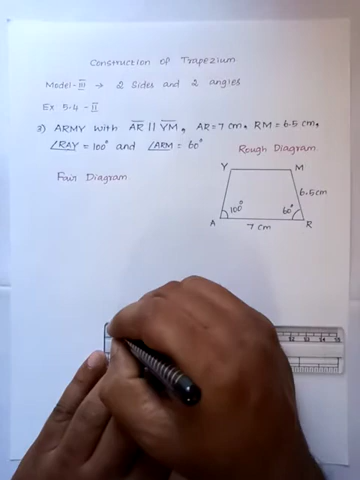 Construction of Trapezium
Model-III → 2 Sides and 2 angles
Ex 5.4 - II
3) ARMY with AR || YM, AR = 7 cm, RM = 6.5 cm,
∠RAY = 100° and ∠ARM = 60°
Rough Diagram
Fair Diagram
Y M
6.5cm
100° 60°
A R
7 cm